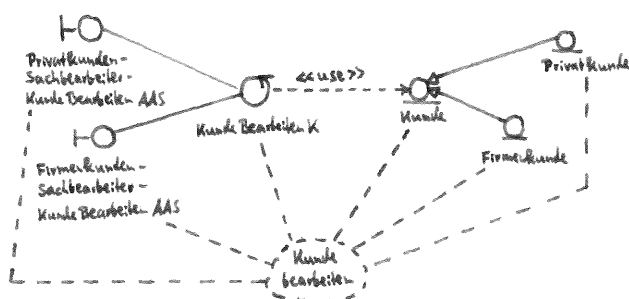 Privatkunden-
Sachbearbeiter-
Kunde Bearbeiten AAS
<<use>>
Kunde Bearbeiten K
Kunde
Privatkunde
Firmenkunde
Firmenkunden-
Sachbearbeiter-
Kunde Bearbeiten AAS
Kunde
bearbeiten